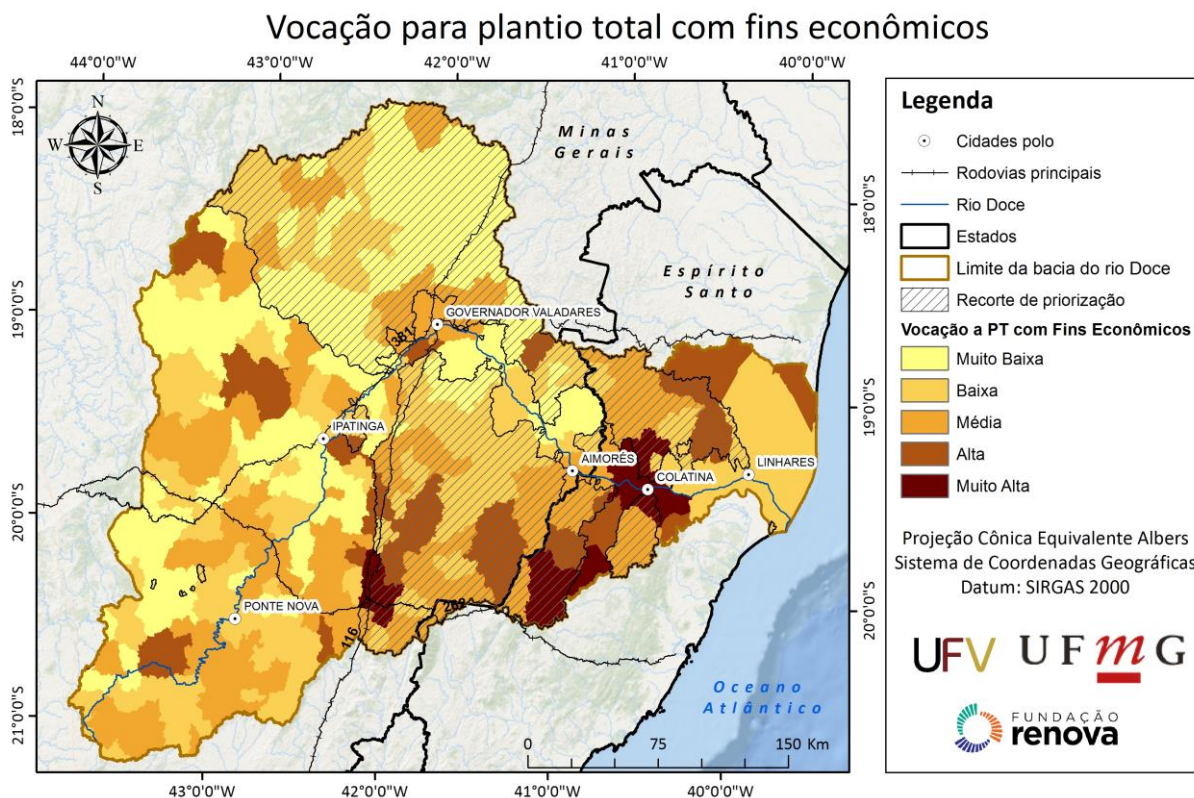 Vocação para plantio total com fins econômicos
44°0'0"W 43°0'0"W 42°0'0"W 41°0'0"W 40°0'0"W
18°0'0"S
19°0'0"S
20°0'0"S
21°0'0"S
N
W E
S
Minas
Gerais
Espírito
Santo
GOVERNADOR VALADARES
381
IPATINGA
AIMORÉS
COLATINA
LINHARES
PONTE NOVA
116
262
Oceano
Atlântico
0 75 150 Km
18°0'0"S
19°0'0"S
20°0'0"S
43°0'0"W 42°0'0"W 41°0'0"W 40°0'0"W
Legenda
Cidades polo
Rodovias principais
Rio Doce
Estados
Limite da bacia do rio Doce
Recorte de priorização
Vocação a PT com Fins Econômicos
Muito Baixa
Baixa
Média
Alta
Muito Alta
Projeção Cônica Equivalente Albers
Sistema de Coordenadas Geográficas
Datum: SIRGAS 2000
UFV UFmG
FUNDAÇÃO
renova